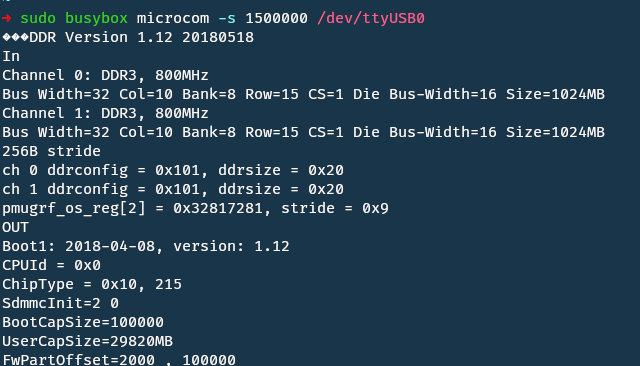 ➜ sudo busybox microcom -s 1500000 /dev/ttyUSB0
���DDR Version 1.12 20180518
In
Channel 0: DDR3, 800MHz
Bus Width=32 Col=10 Bank=8 Row=15 CS=1 Die Bus-Width=16 Size=1024MB
Channel 1: DDR3, 800MHz
Bus Width=32 Col=10 Bank=8 Row=15 CS=1 Die Bus-Width=16 Size=1024MB
256B stride
ch 0 ddrconfig = 0x101, ddrsize = 0x20
ch 1 ddrconfig = 0x101, ddrsize = 0x20
pmugrf_os_reg[2] = 0x32817281, stride = 0x9
OUT
Boot1: 2018-04-08, version: 1.12
CPUId = 0x0
ChipType = 0x10, 215
SdmmcInit=2 0
BootCapSize=100000
UserCapSize=29820MB
FwPartOffset=2000 , 100000